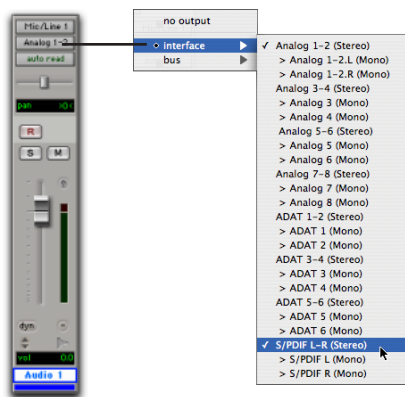 Mic/Line 1
Analog 1-2
auto read
pan >0<
R
S M
dyn
vol 0.0
Audio 1
no output
interface
bus
✓ Analog 1-2 (Stereo)
> Analog 1-2.L (Mono)
> Analog 1-2.R (Mono)
Analog 3-4 (Stereo)
> Analog 3 (Mono)
> Analog 4 (Mono)
Analog 5-6 (Stereo)
> Analog 5 (Mono)
> Analog 6 (Mono)
Analog 7-8 (Stereo)
> Analog 7 (Mono)
> Analog 8 (Mono)
ADAT 1-2 (Stereo)
> ADAT 1 (Mono)
> ADAT 2 (Mono)
ADAT 3-4 (Stereo)
> ADAT 3 (Mono)
> ADAT 4 (Mono)
ADAT 5-6 (Stereo)
> ADAT 5 (Mono)
> ADAT 6 (Mono)
✓ S/PDIF L-R (Stereo)
> S/PDIF L (Mono)
> S/PDIF R (Mono)